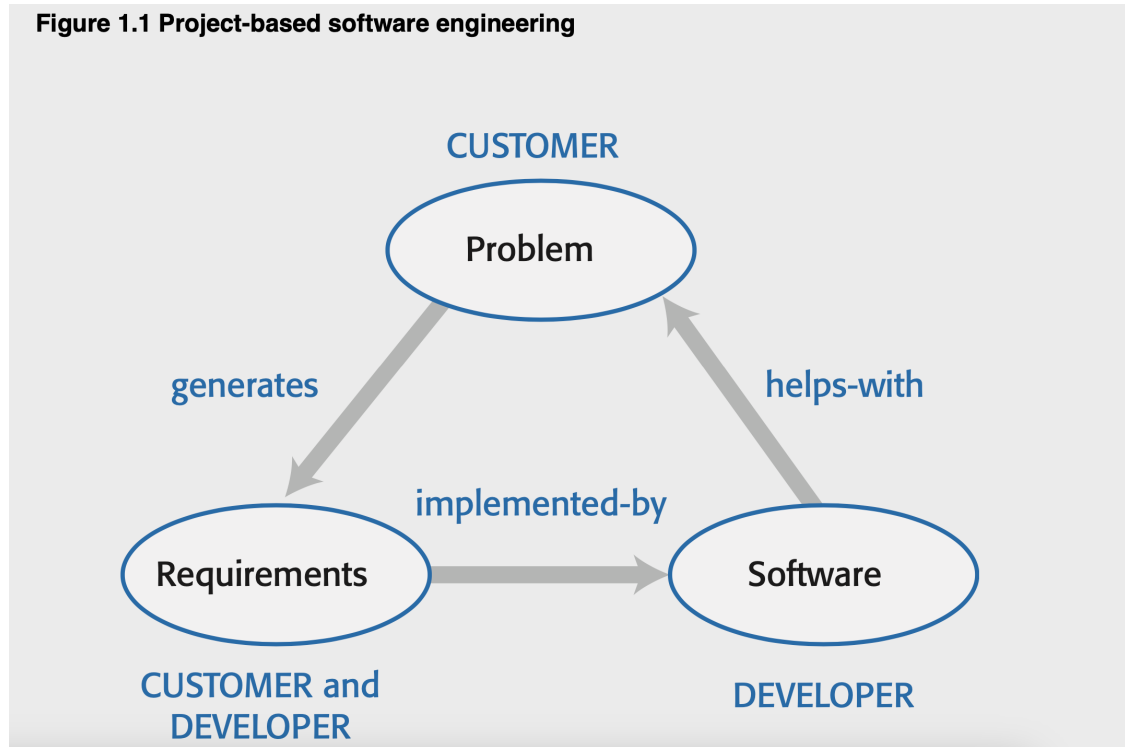 Figure 1.1 Project-based software engineering
CUSTOMER
Problem
generates
helps-with
implemented-by
Requirements
Software
CUSTOMER and
DEVELOPER
DEVELOPER